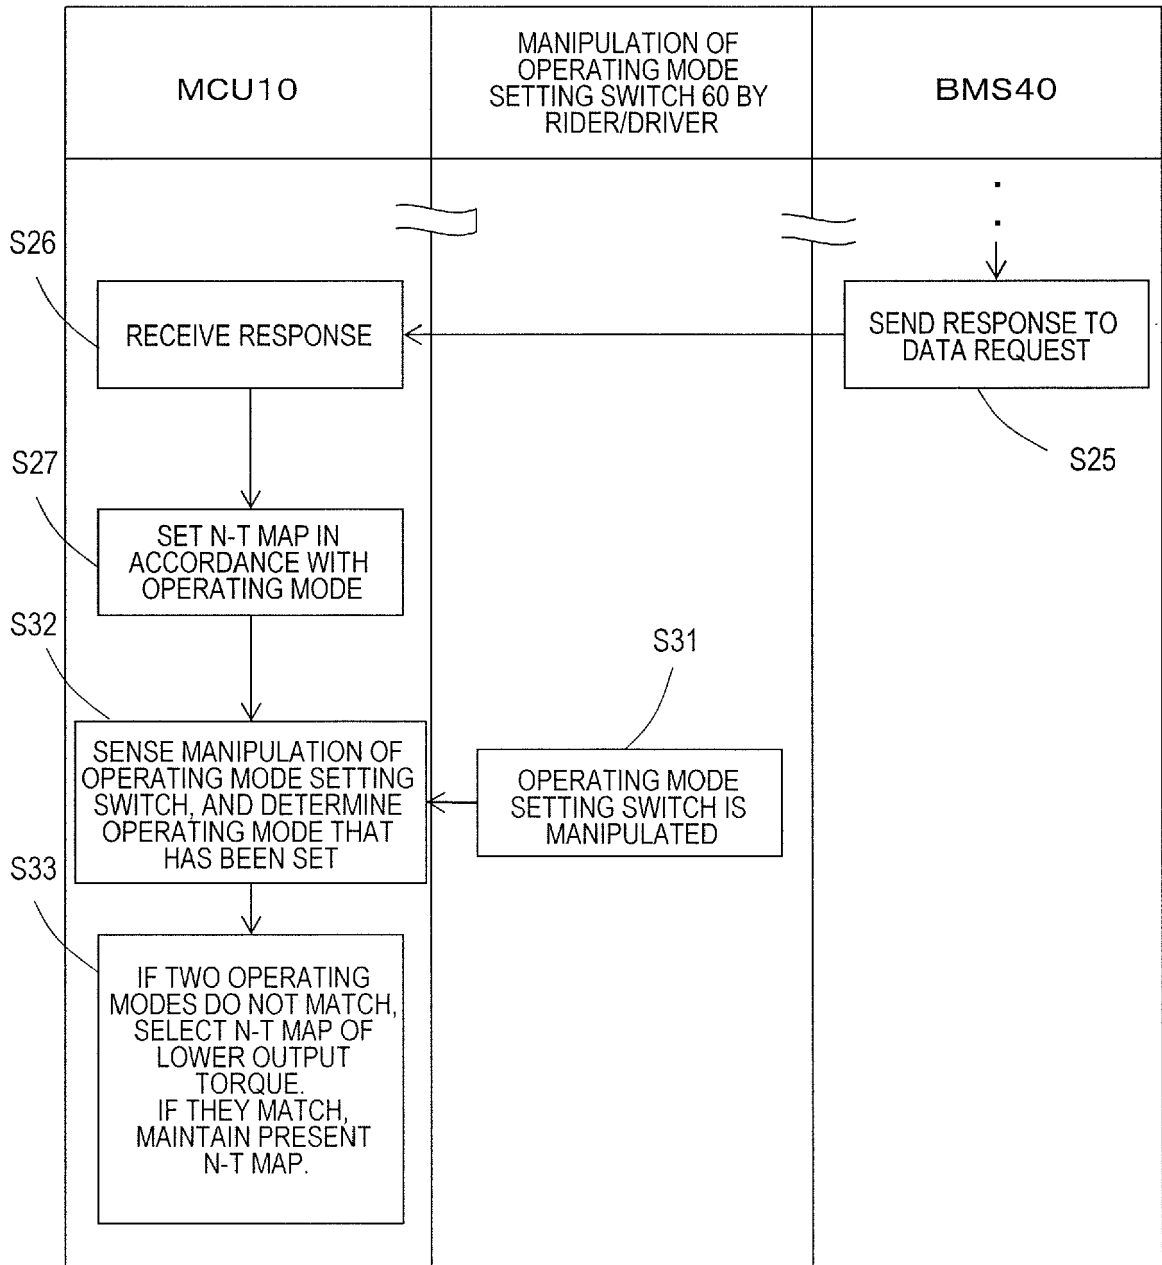 MCU10
MANIPULATION OF
OPERATING MODE
SETTING SWITCH 60 BY
RIDER/DRIVER
BMS40
S26
RECEIVE RESPONSE
SEND RESPONSE TO
DATA REQUEST
S25
S27
SET N-T MAP IN
ACCORDANCE WITH
OPERATING MODE
S32
S31
SENSE MANIPULATION OF
OPERATING MODE SETTING
SWITCH, AND DETERMINE
OPERATING MODE THAT
HAS BEEN SET
OPERATING MODE
SETTING SWITCH IS
MANIPULATED
S33
IF TWO OPERATING
MODES DO NOT MATCH,
SELECT N-T MAP OF
LOWER OUTPUT
TORQUE.
IF THEY MATCH,
MAINTAIN PRESENT
N-T MAP.